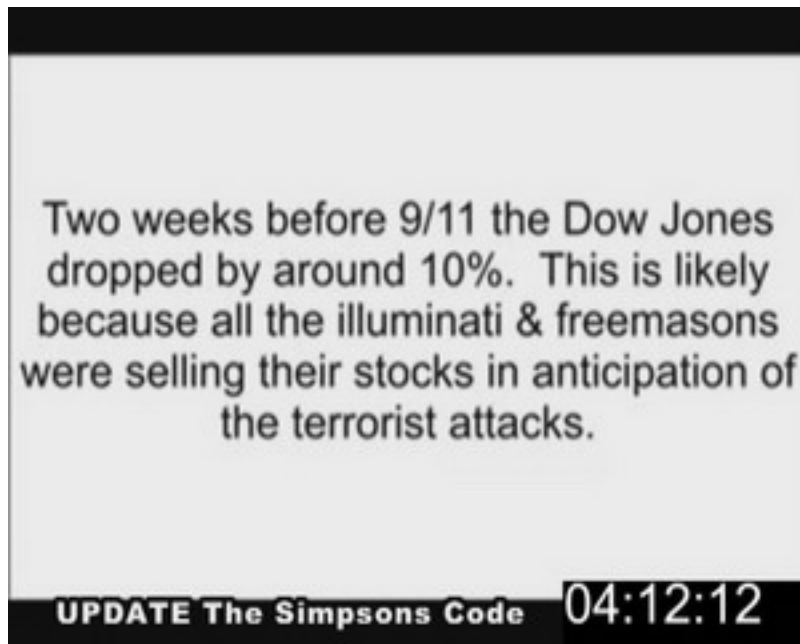 Two weeks before 9/11 the Dow Jones
dropped by around 10%. This is likely
because all the illuminati & freemasons
were selling their stocks in anticipation of
the terrorist attacks.
UPDATE The Simpsons Code
04:12:12